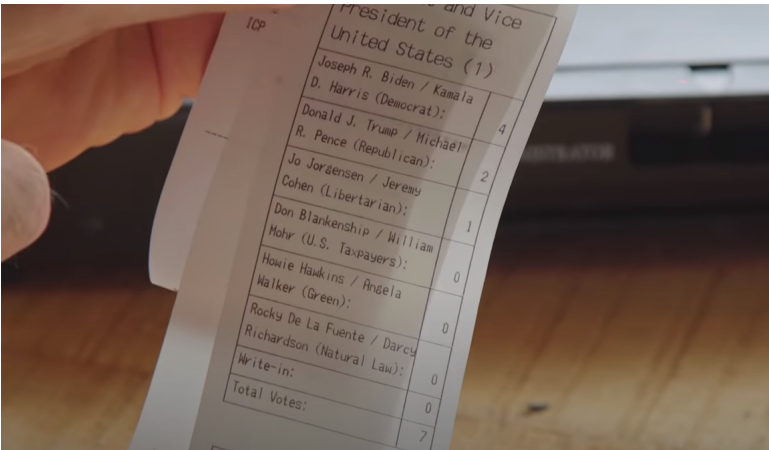 ICP
and Vice
President of the
United States (1)
Joseph R. Biden / Kamala
D. Harris (Democrat): 4
Donald J. Trump / Michael
R. Pence (Republican): 2
Jo Jorgensen / Jeremy
Cohen (Libertarian): 1
Don Blankenship / William
Mohr (U.S. Taxpayers): 0
Howie Hawkins / Angela
Walker (Green): 0
Rocky De La Fuente / Darcy
Richardson (Natural Law): 0
Write-in: 0
Total Votes: 7